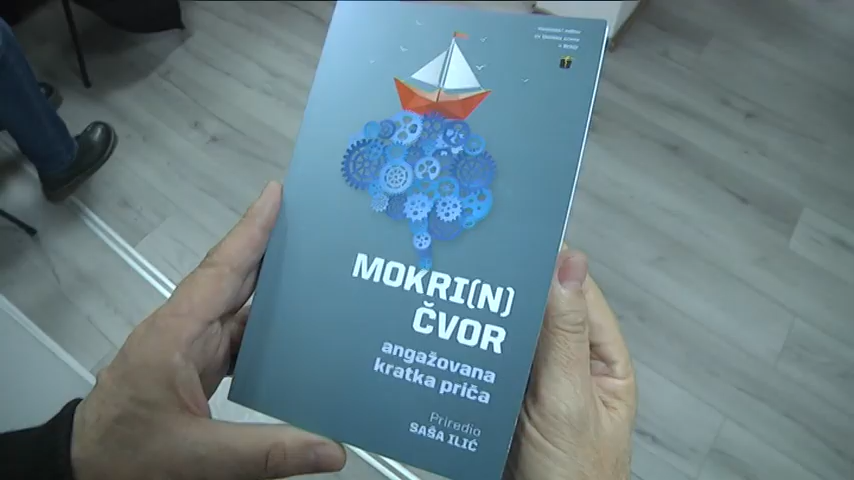 MOKRI(N)
ČVOR
angažovana
kratka priča
Priredio
SAŠA ILIĆ